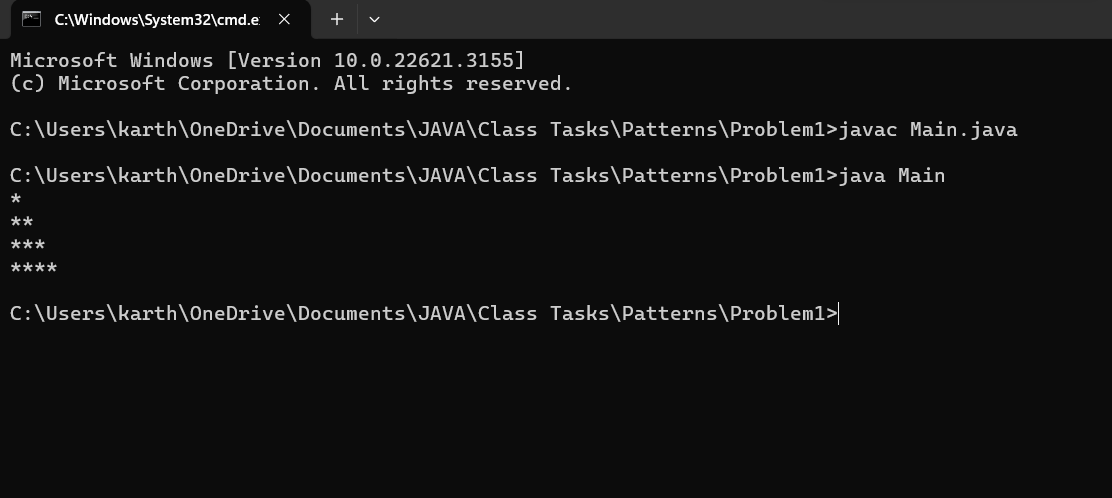 C:\Windows\System32\cmd.e
Microsoft Windows [Version 10.0.22621.3155]
(c) Microsoft Corporation. All rights reserved.
C:\Users\karth\OneDrive\Documents\JAVA\Class Tasks\Patterns\Problem1>javac Main.java
C:\Users\karth\OneDrive\Documents\JAVA\Class Tasks\Patterns\Problem1>java Main
*
**
***
****
C:\Users\karth\OneDrive\Documents\JAVA\Class Tasks\Patterns\Problem1>